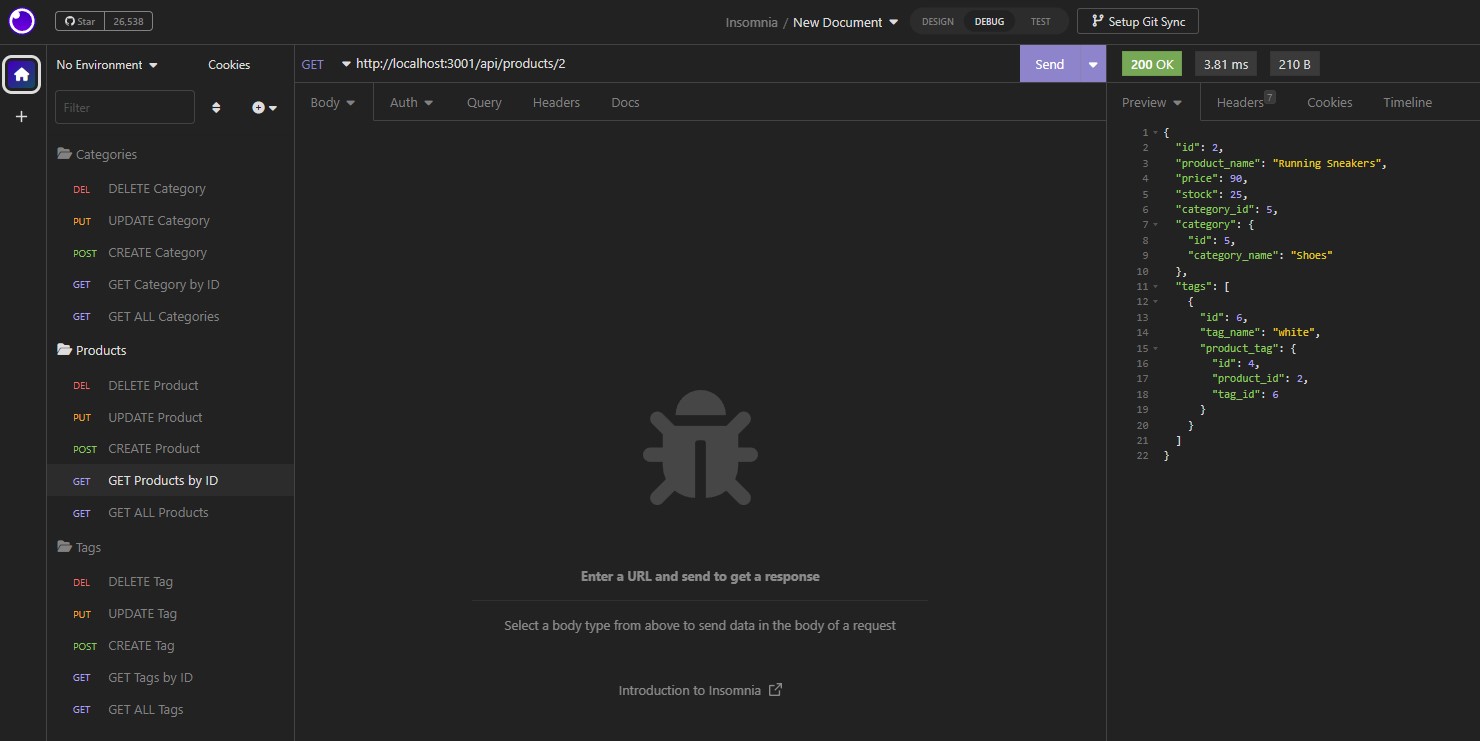 Star 26,538 Insomnia / New Document DESIGN DEBUG TEST Setup Git Sync
No Environment Cookies
Filter
Categories
DEL DELETE Category
PUT UPDATE Category
POST CREATE Category
GET GET Category by ID
GET GET ALL Categories
Products
DEL DELETE Product
PUT UPDATE Product
POST CREATE Product
GET GET Products by ID
GET GET ALL Products
Tags
DEL DELETE Tag
PUT UPDATE Tag
POST CREATE Tag
GET GET Tags by ID
GET GET ALL Tags
GET http://localhost:3001/api/products/2 Send
Body Auth Query Headers Docs
Enter a URL and send to get a response
Select a body type from above to send data in the body of a request
Introduction to Insomnia
200 OK 3.81 ms 210 B
Preview Headers 7 Cookies Timeline
1 {
2 "id": 2,
3 "product_name": "Running Sneakers",
4 "price": 90,
5 "stock": 25,
6 "category_id": 5,
7 "category": {
8 "id": 5,
9 "category_name": "Shoes"
10 },
11 "tags": [
12 {
13 "id": 6,
14 "tag_name": "white",
15 "product_tag": {
16 "id": 4,
17 "product_id": 2,
18 "tag_id": 6
19 }
20 }
21 ]
22 }